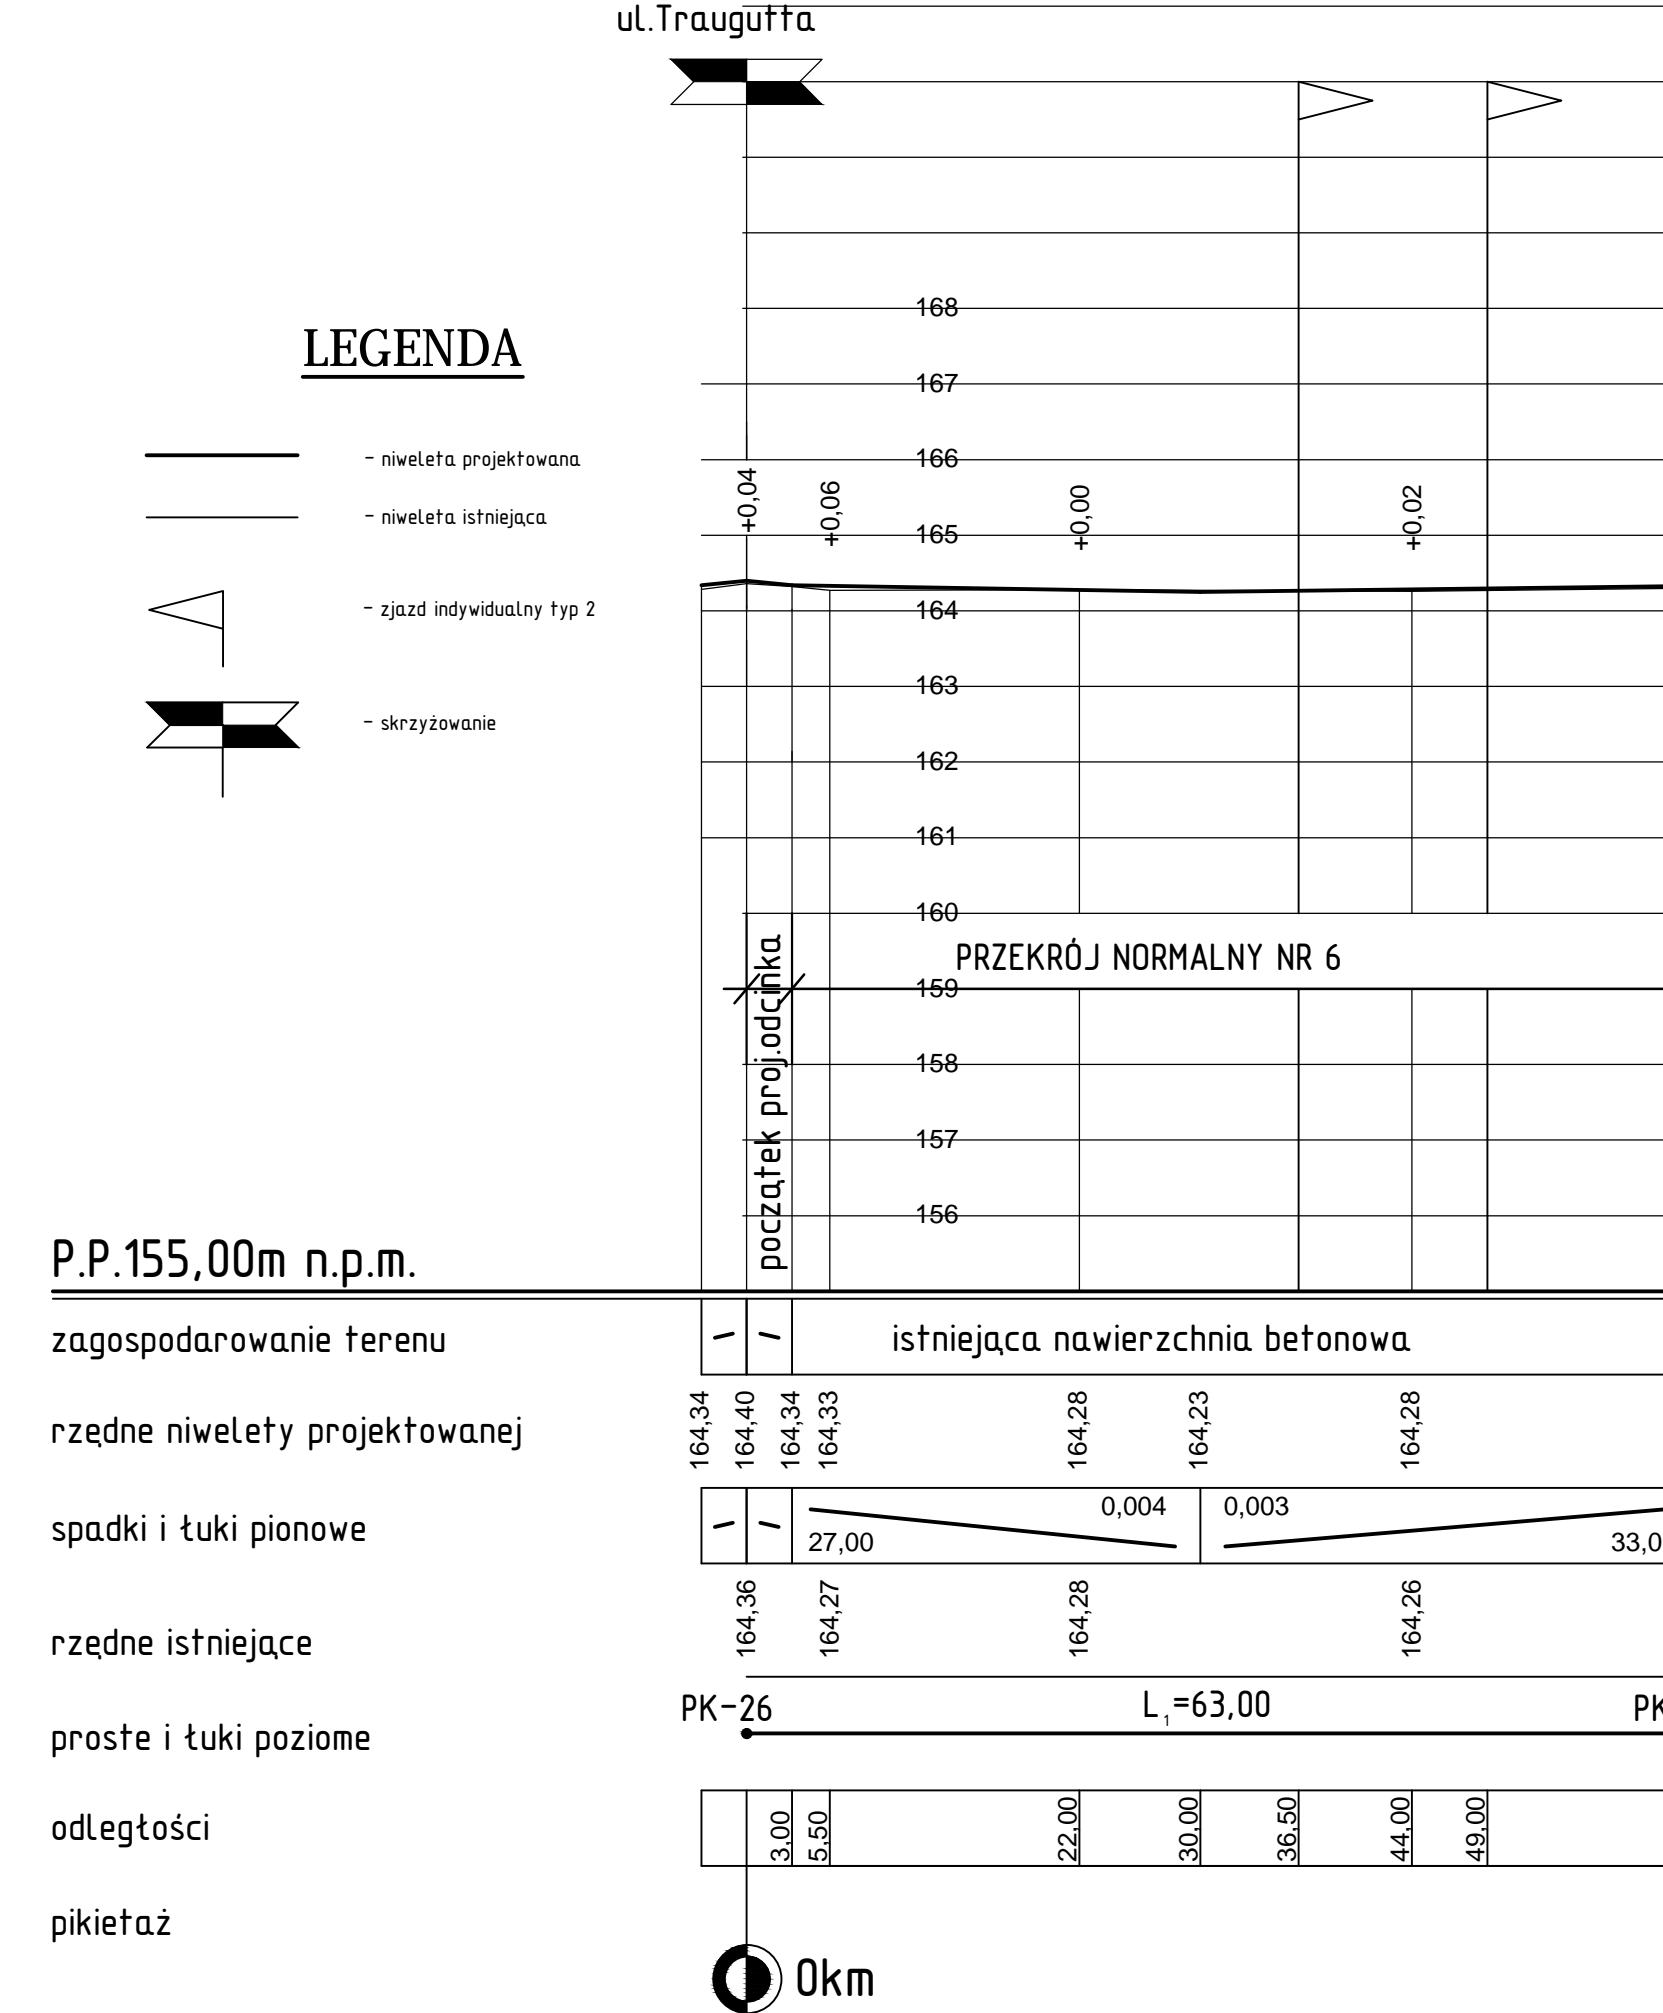 ul.Traugutta
168
LEGENDA
167
- niweleta projektowana
166
+0,04
+0,06
+0,00
+0,02
- niweleta istniejąca
165
- zjazd indywidualny typ 2
164
163
- skrzyżowanie
162
161
160
początek proj.odcinka
PRZEKRÓJ NORMALNY NR 6
159
158
157
156
P.P.155,00m n.p.m.
zagospodarowanie terenu
istniejąca nawierzchnia betonowa
rzędne niwelety projektowanej
164,34
164,40
164,34
164,33
164,28
164,23
164,28
spadki i łuki pionowe
0,004
0,003
27,00
33,0
rzędne istniejące
164,36
164,27
164,28
164,26
PK-26
L1=63,00
PK
proste i łuki poziome
odległości
3,00
5,50
22,00
30,00
36,50
44,00
49,00
pikietaż
0km